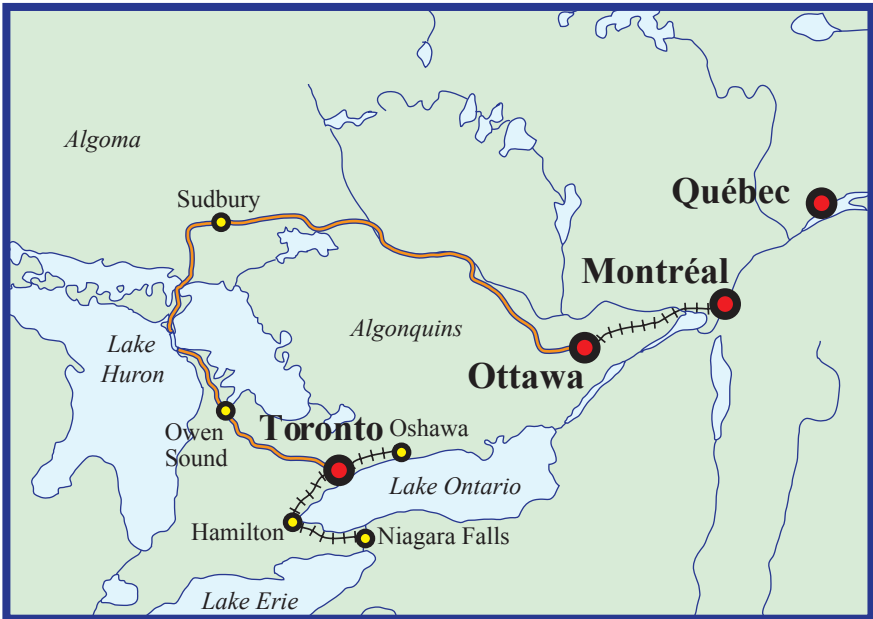 Algoma
Sudbury
Québec
Montréal
Lake
Huron
Algonquins
Ottawa
Owen
Sound
Toronto
Oshawa
Lake Ontario
Hamilton
Niagara Falls
Lake Erie